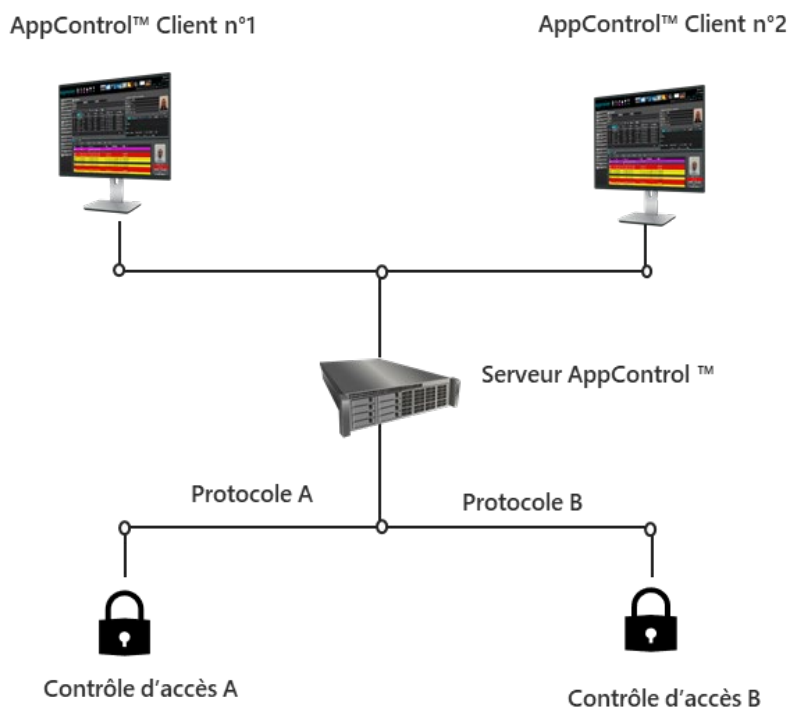 AppControl™ Client n°1
AppControl™ Client n°2
Serveur AppControl ™
Protocole A
Protocole B
Contrôle d’accès A
Contrôle d’accès B